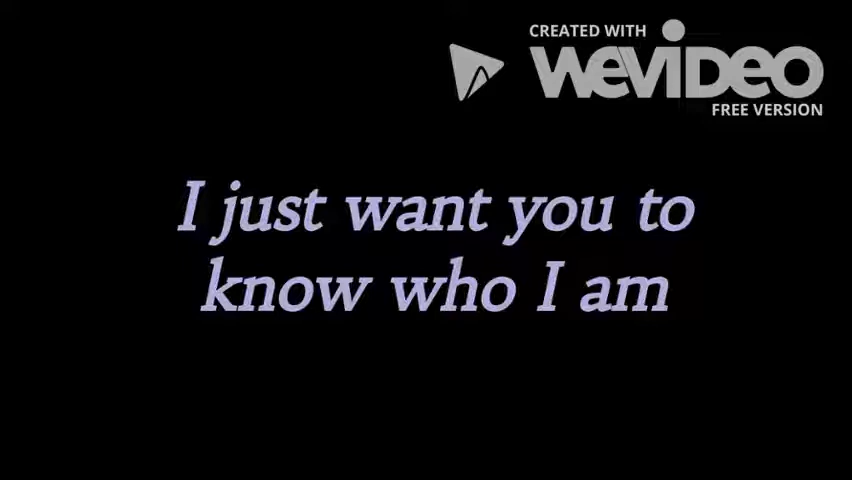 CREATED WITH
WEVIDEO
FREE VERSION
I just want you to
know who I am